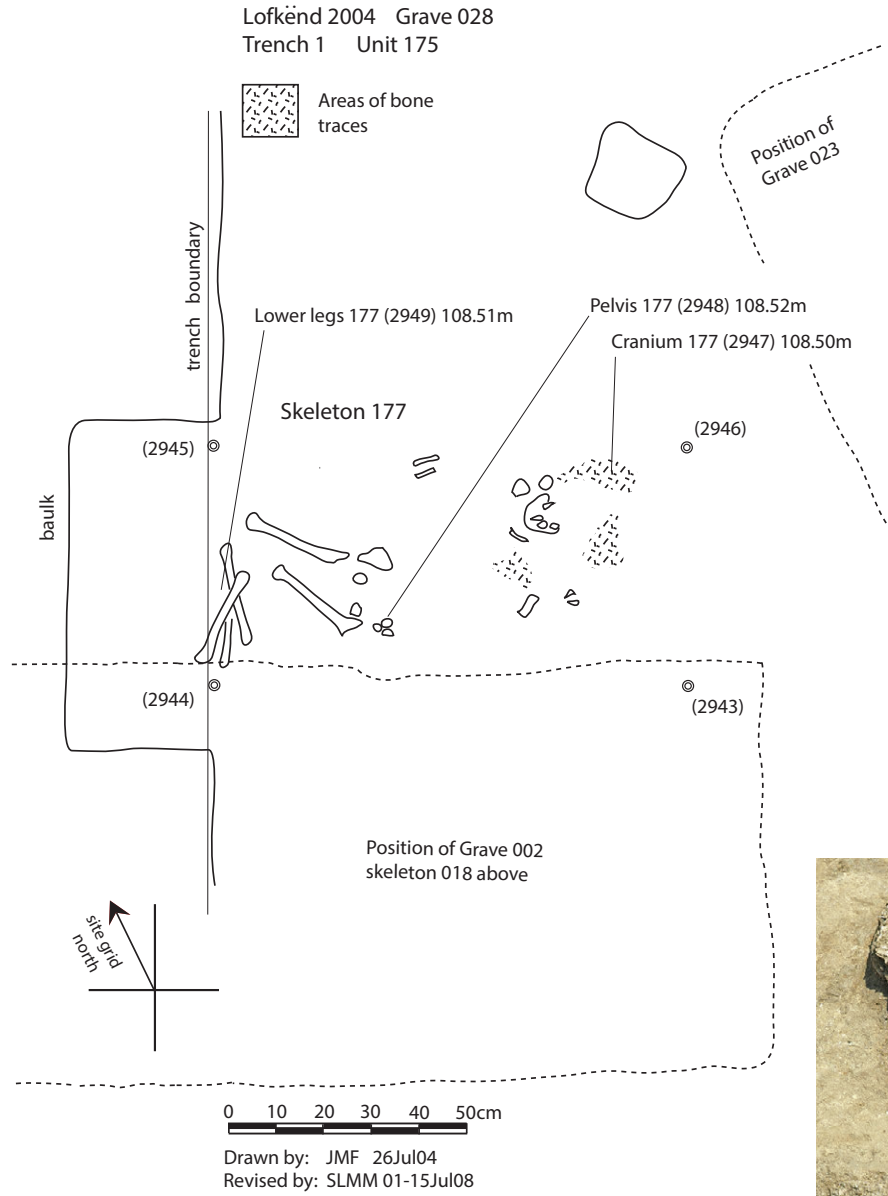 Lofkënd 2004 Grave 028
Trench 1 Unit 175
Areas of bone
traces
Position of
Grave 023
trench boundary
Lower legs 177 (2949) 108.51m
Pelvis 177 (2948) 108.52m
Cranium 177 (2947) 108.50m
Skeleton 177
(2945)
(2946)
baulk
(2944)
(2943)
Position of Grave 002
skeleton 018 above
site grid
north
0 10 20 30 40 50cm
Drawn by: JMF 26Jul04
Revised by: SLMM 01-15Jul08